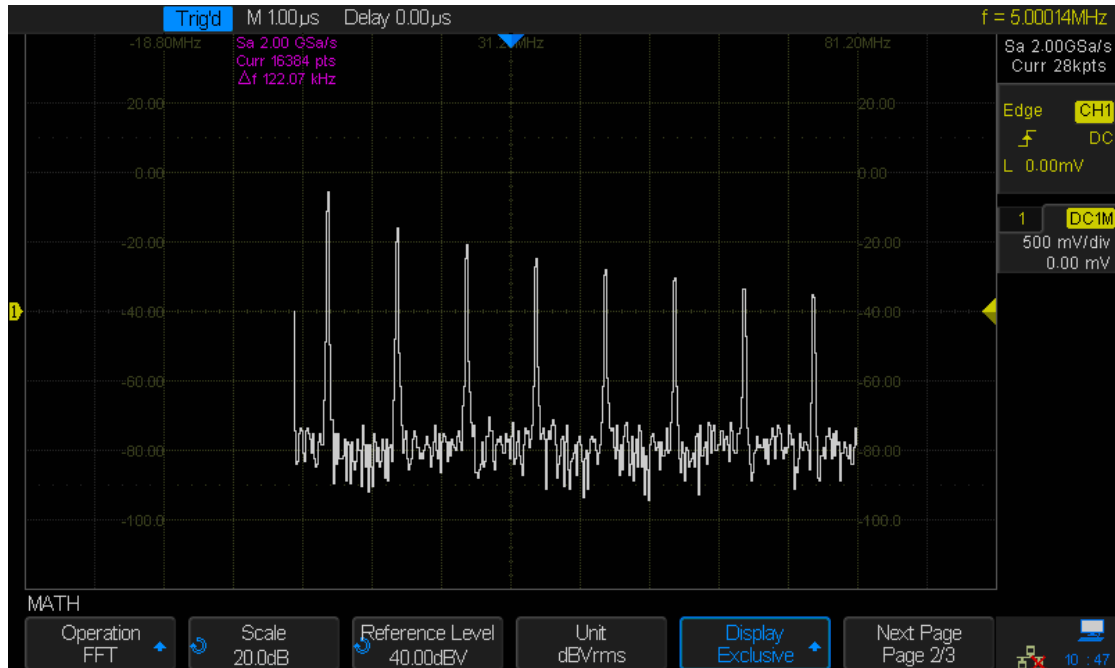 Trig'd M 1.00µs Delay 0.00µs f = 5.00014MHz
-18.80MHz 31.20MHz 81.20MHz
Sa 2.00 GSa/s
Curr 16384 pts
Δf 122.07 kHz
Sa 2.00GSa/s
Curr 28kpts
Edge CH1
DC
L 0.00mV
1 DC1M
500 mV/div
0.00 mV
20.00 20.00
0.00 0.00
-20.00 -20.00
1
-40.00
-60.00 -60.00
-80.00 -80.00
-100.0 -100.0
MATH
Operation
FFT
Scale
20.0dB
Reference Level
40.00dBV
Unit
dBVrms
Display
Exclusive
Next Page
Page 2/3
10 : 47